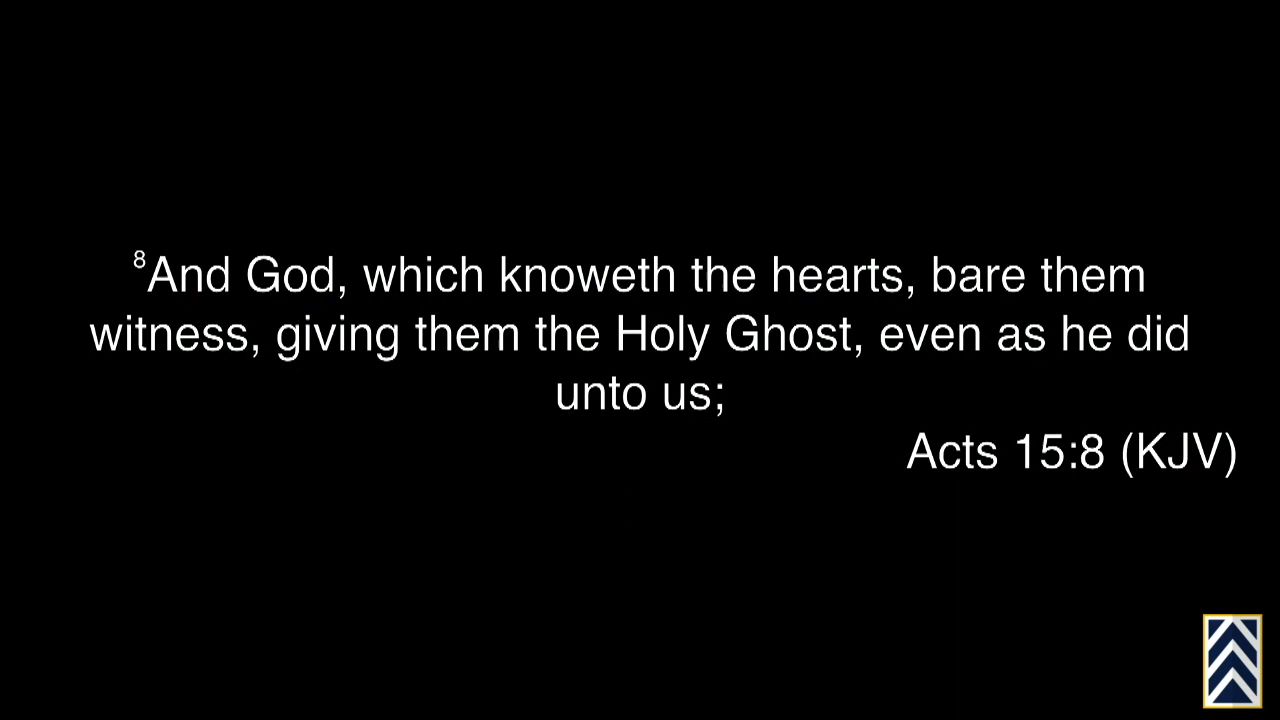 ⁸And God, which knoweth the hearts, bare them
witness, giving them the Holy Ghost, even as he did
unto us;
Acts 15:8 (KJV)